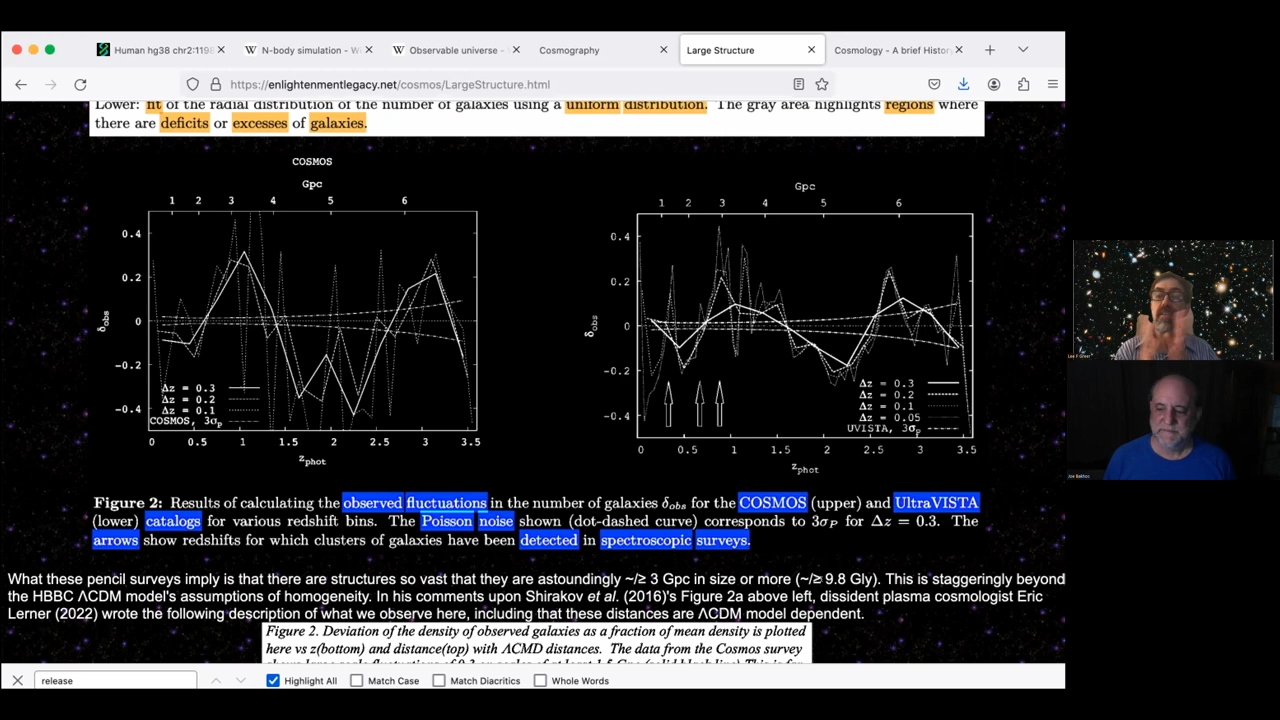 Human hg38 chr2:1198
N-body simulation - Wi
Observable universe -
Cosmography
Large Structure
Cosmology - A brief Histor
https://enlightenmentlegacy.net/cosmos/LargeStructure.html
Lower: fit of the radial distribution of the number of galaxies using a uniform distribution. The gray area highlights regions where
there are deficits or excesses of galaxies.
COSMOS
Gpc
1 2 3 4 5 6
0.4
0.2
0
-0.2
-0.4
δobs
Δz = 0.3
Δz = 0.2
Δz = 0.1
COSMOS, 3σp
0 0.5 1 1.5 2 2.5 3 3.5
zphot
Gpc
1 2 3 4 5 6
0.4
0.2
0
-0.2
-0.4
δobs
Δz = 0.3
Δz = 0.2
Δz = 0.1
Δz = 0.05
UVISTA, 3σp
0 0.5 1 1.5 2 2.5 3 3.5
zphot
Figure 2: Results of calculating the observed fluctuations in the number of galaxies δobs for the COSMOS (upper) and UltraVISTA
(lower) catalogs for various redshift bins. The Poisson noise shown (dot-dashed curve) corresponds to 3σP for Δz = 0.3. The
arrows show redshifts for which clusters of galaxies have been detected in spectroscopic surveys.
What these pencil surveys imply is that there are structures so vast that they are astoundingly ~/≥ 3 Gpc in size or more (~/≥ 9.8 Gly). This is staggeringly beyond
the HBBC ΛCDM model's assumptions of homogeneity. In his comments upon Shirakov et al. (2016)'s Figure 2a above left, dissident plasma cosmologist Eric
Lerner (2022) wrote the following description of what we observe here, including that these distances are ΛCDM model dependent.
Figure 2. Deviation of the density of observed galaxies as a fraction of mean density is plotted
here vs z(bottom) and distance(top) with ΛCMD distances. The data from the Cosmos survey
release
Highlight All
Match Case
Match Diacritics
Whole Words
Lee F Greer
Joe Bakhos